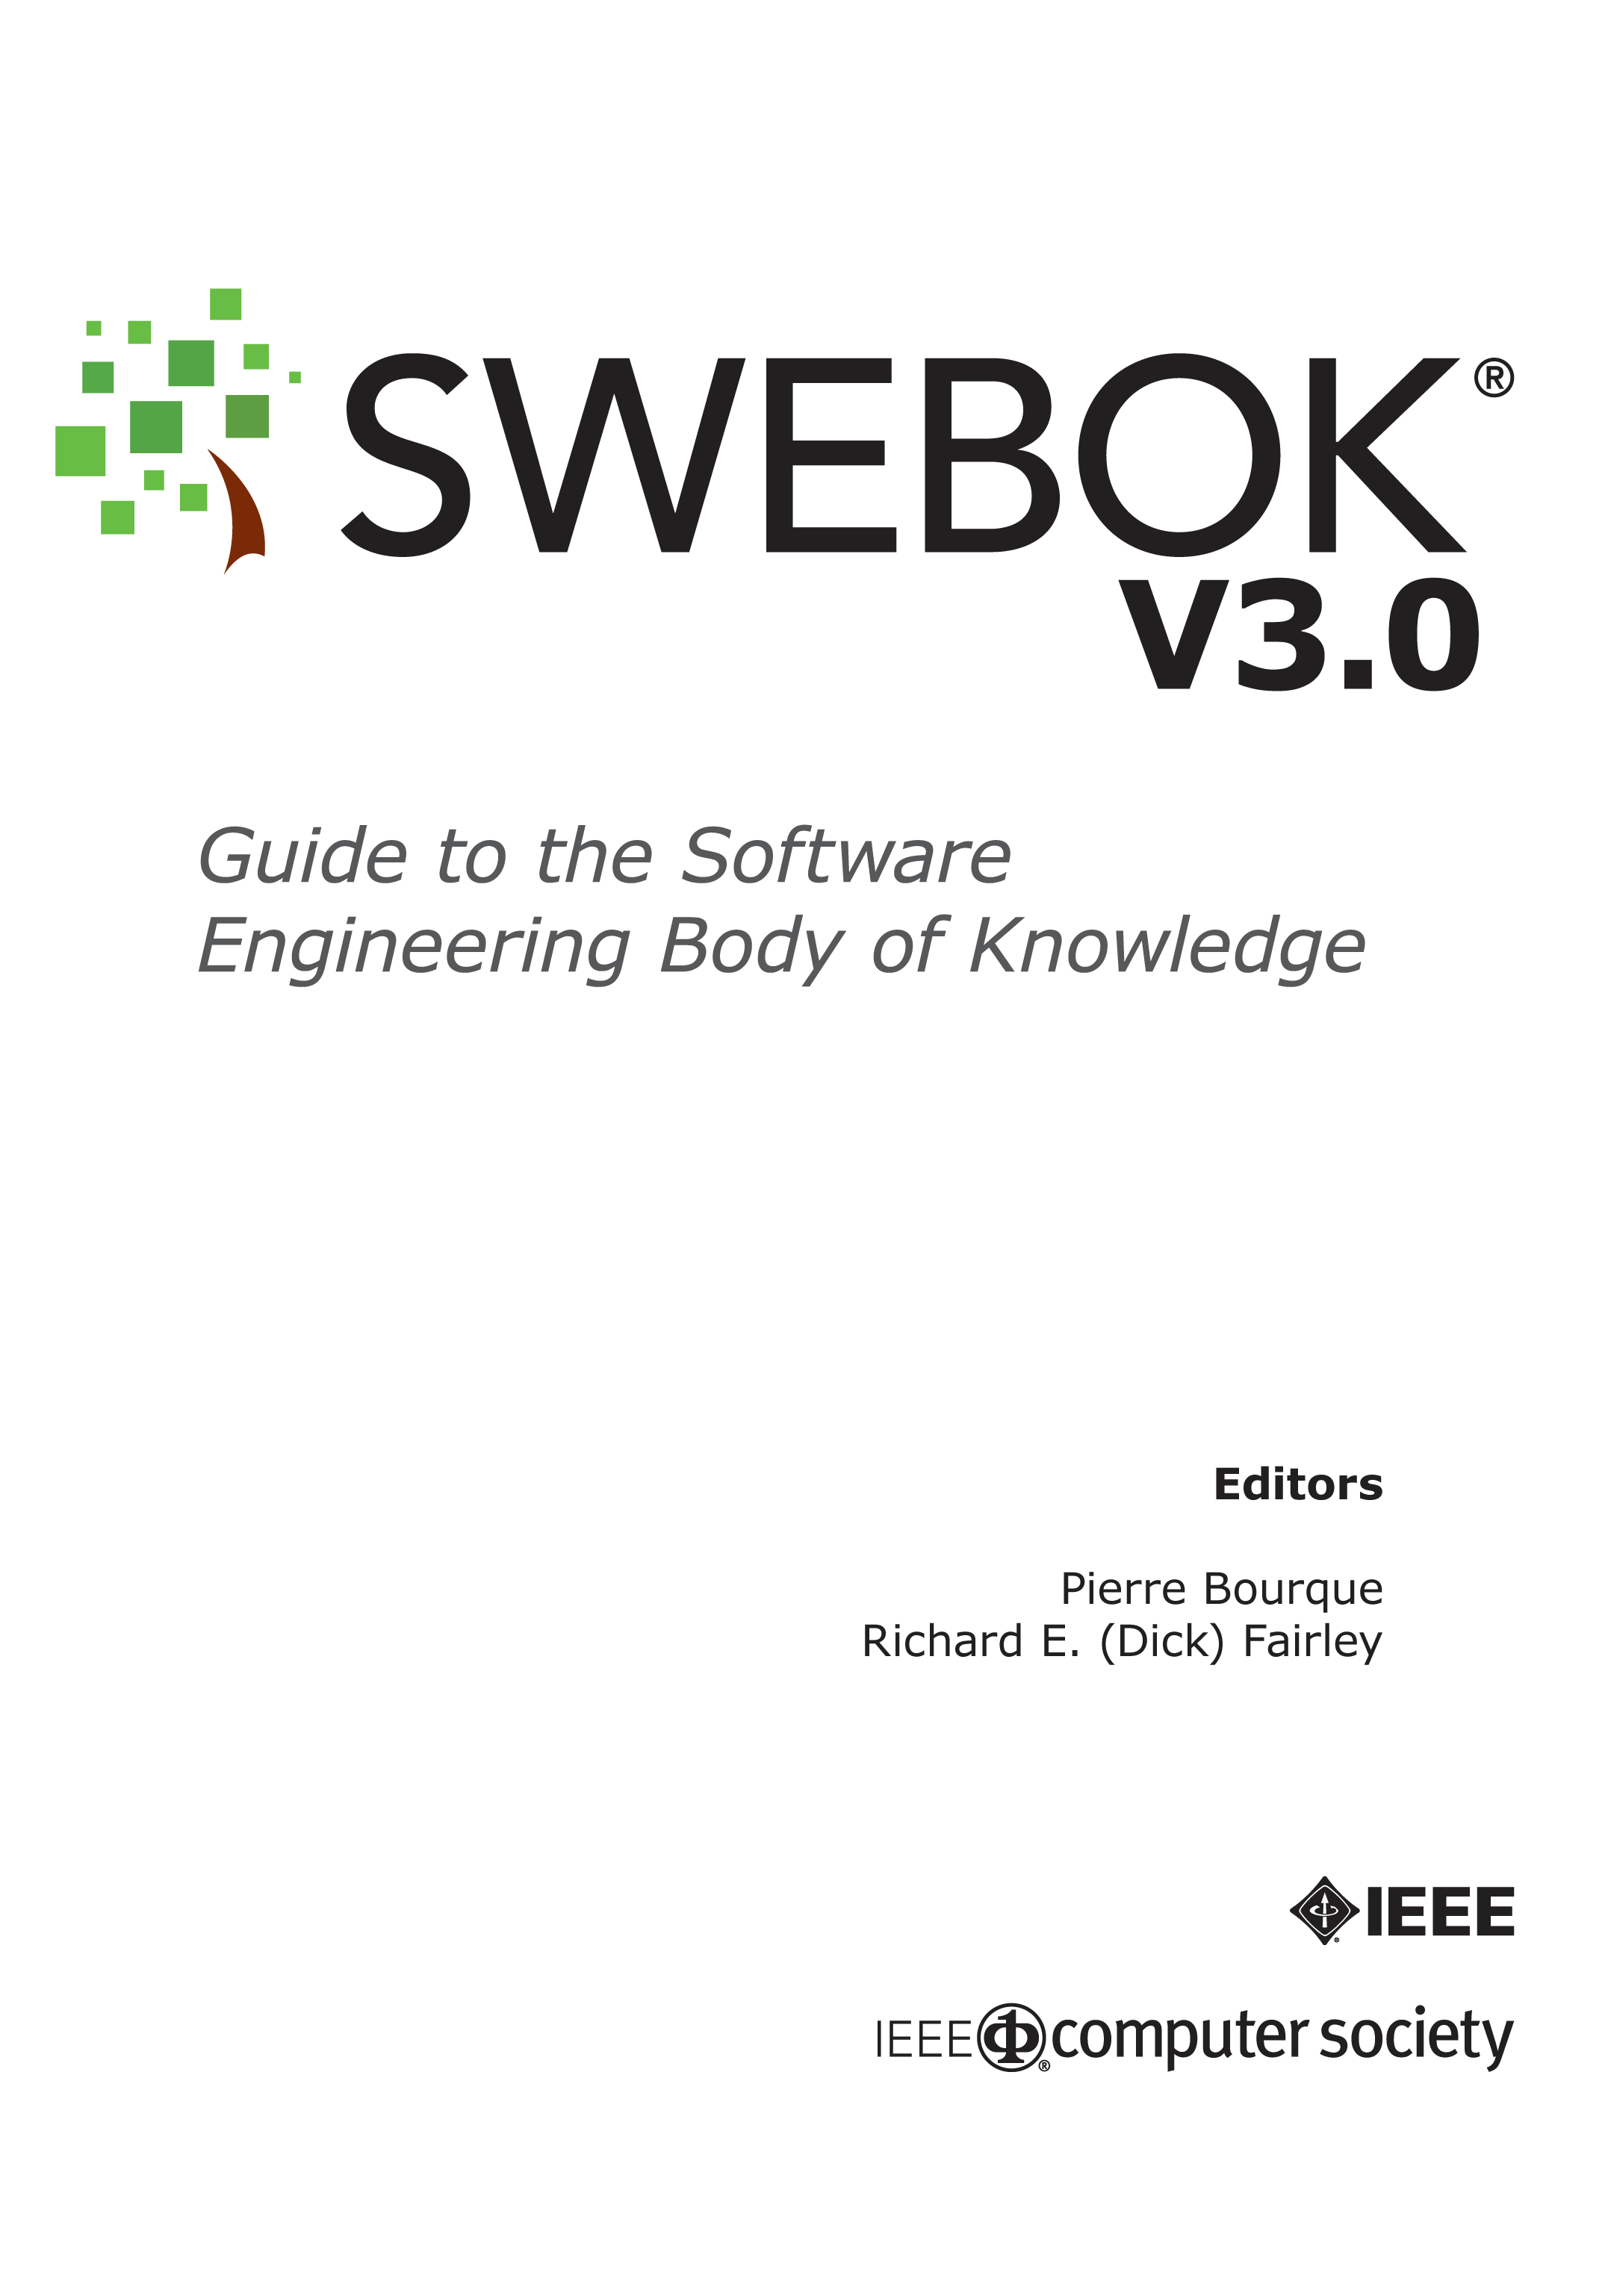 SWEBOK®
V3.0
Guide to the Software
Engineering Body of Knowledge
Editors
Pierre Bourque
Richard E. (Dick) Fairley
IEEE
IEEE computer society